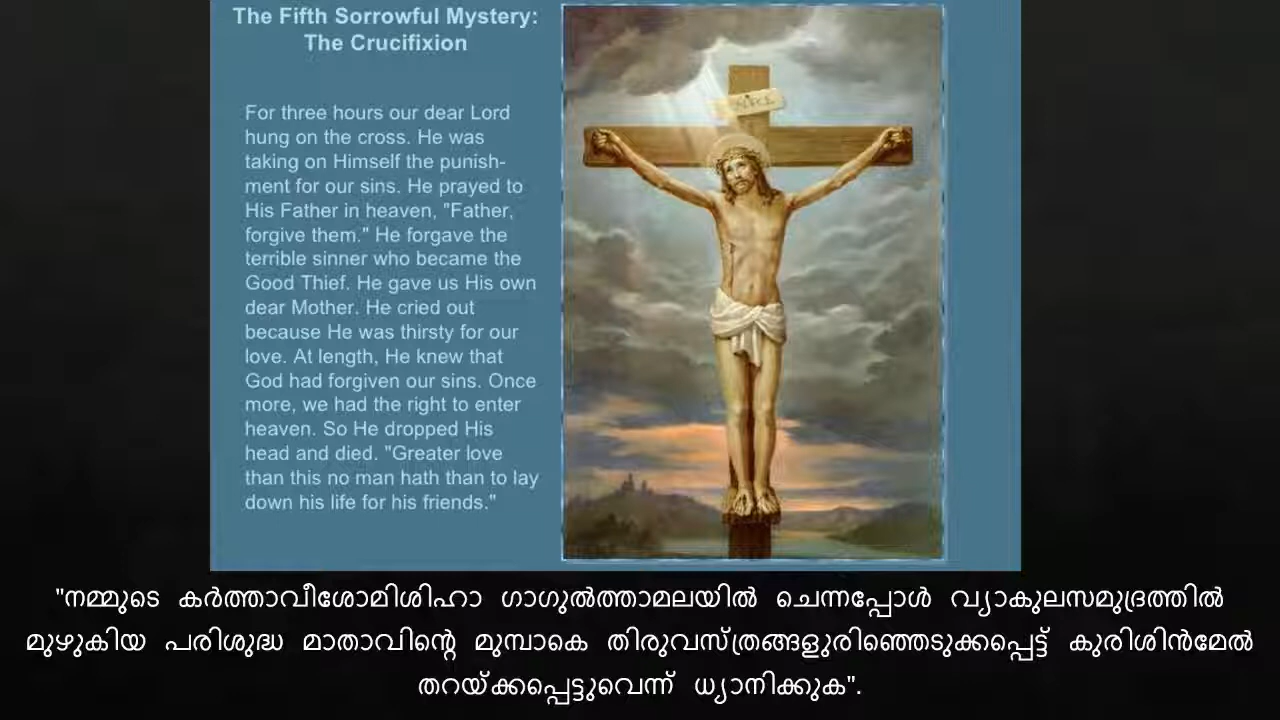 The Fifth Sorrowful Mystery:
The Crucifixion
For three hours our dear Lord
hung on the cross. He was
taking on Himself the punish-
ment for our sins. He prayed to
His Father in heaven, "Father,
forgive them." He forgave the
terrible sinner who became the
Good Thief. He gave us His own
dear Mother. He cried out
because He was thirsty for our
love. At length, He knew that
God had forgiven our sins. Once
more, we had the right to enter
heaven. So He dropped His
head and died. "Greater love
than this no man hath than to lay
down his life for his friends."
"നമ്മുടെ കർത്താവീശോമിശിഹാ ഗാഗുൽത്താമലയിൽ ചെന്നപ്പോൾ വ്യാകുലസമുദ്രത്തിൽ
മുഴുകിയ പരിശുദ്ധ മാതാവിന്റെ മുമ്പാകെ തിരുവസ്ത്രങ്ങളുരിഞ്ഞെടുക്കപ്പെട്ട് കുരിശിൻമേൽ
തറയ്ക്കപ്പെട്ടുവെന്ന് ധ്യാനിക്കുക".